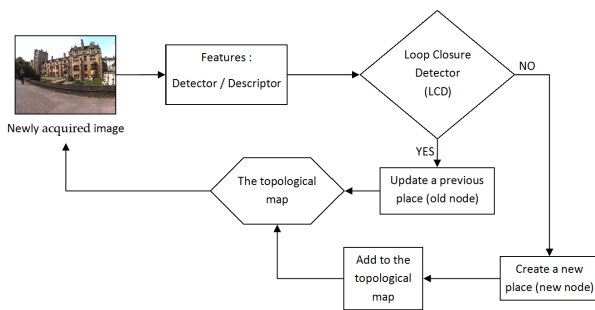 Newly acquired image
Features :
Detector / Descriptor
Loop Closure
Detector
(LCD)
NO
YES
Update a previous
place (old node)
The topological
map
Add to the
topological
map
Create a new
place (new node)